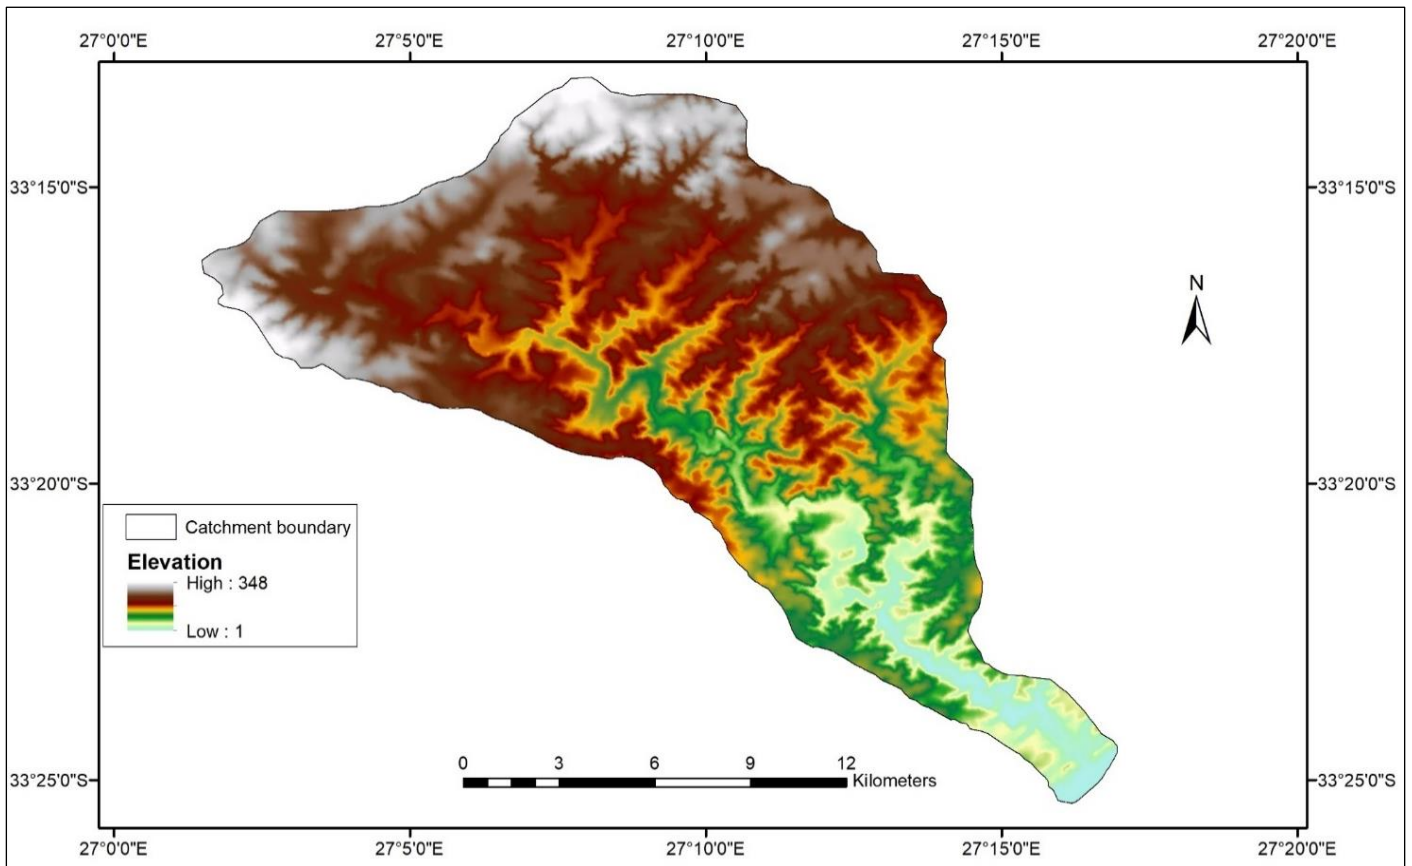 27°0'0"E 27°5'0"E 27°10'0"E 27°15'0"E 27°20'0"E
N
33°15'0"S 33°15'0"S
33°20'0"S 33°20'0"S
Catchment boundary
Elevation
High : 348
Low : 1
0 3 6 9 12
Kilometers
33°25'0"S 33°25'0"S
27°0'0"E 27°5'0"E 27°10'0"E 27°15'0"E 27°20'0"E